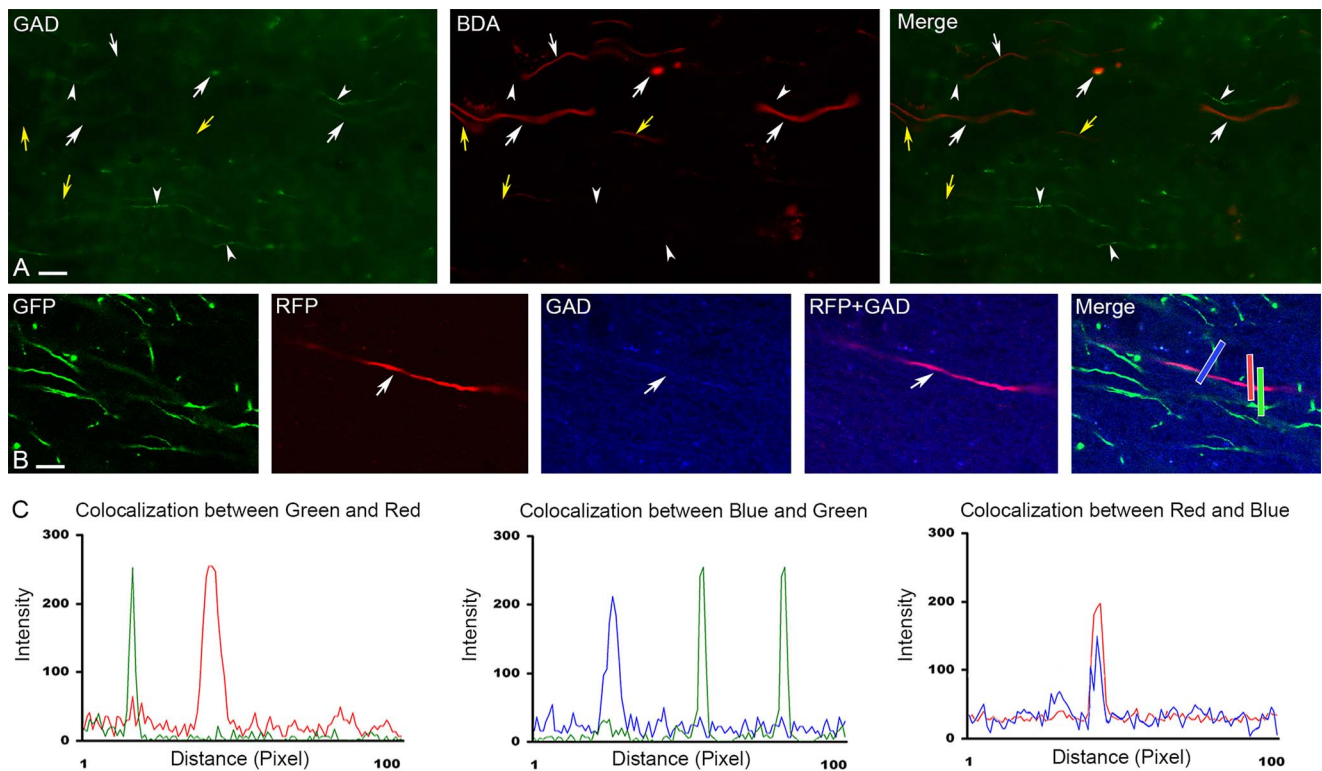 GAD BDA Merge
A
GFP RFP GAD RFP+GAD Merge
B
C Colocalization between Green and Red Colocalization between Blue and Green Colocalization between Red and Blue
300 300 300
200 200 200
Intensity Intensity Intensity
100 100 100
0 0 0
1 Distance (Pixel) 100 1 Distance (Pixel) 100 1 Distance (Pixel) 100